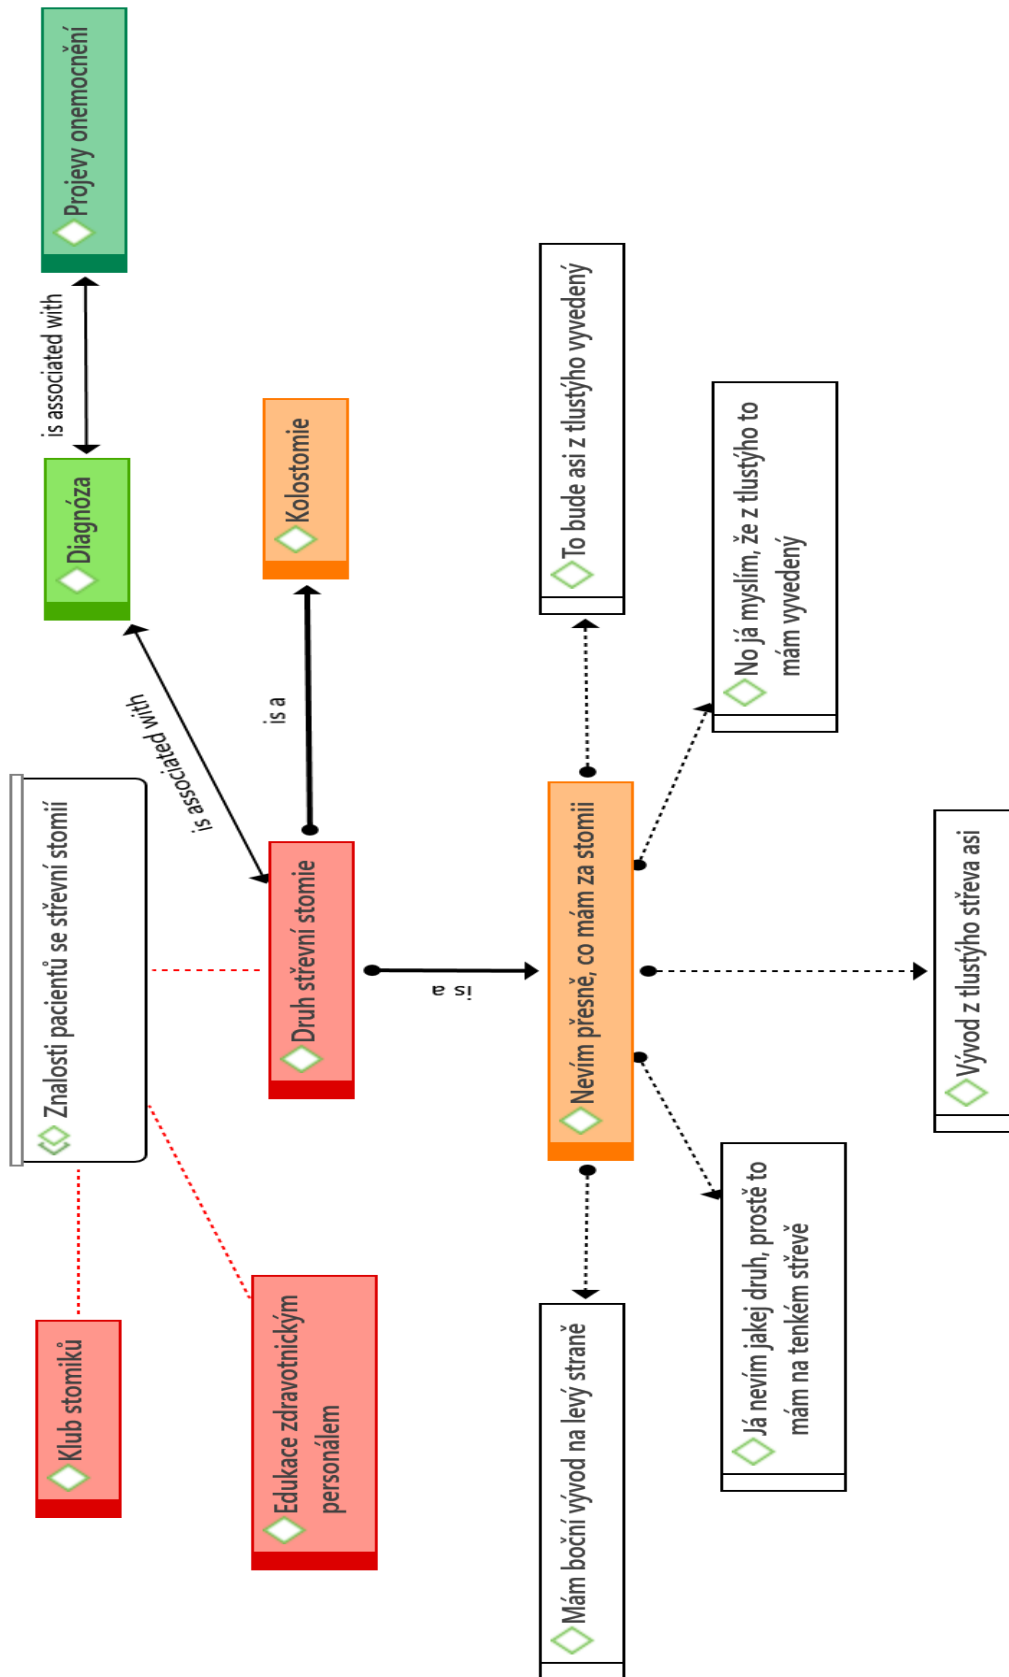 Klub stomiků
Znalosti pacientů se střevní stomií
Diagnóza
is associated with
Projevy onemocnění
is associated with
Edukace zdravotnickým
personálem
Druh střevní stomie
is a
Kolostomie
is a
Nevím přesně, co mám za stomii
Mám boční vývod na levý straně
To bude asi z tlustýho vyvedený
Já nevím jakej druh, prostě to
mám na tenkém střevě
No já myslím, že z tlustýho to
mám vyvedený
Vývod z tlustýho střeva asi